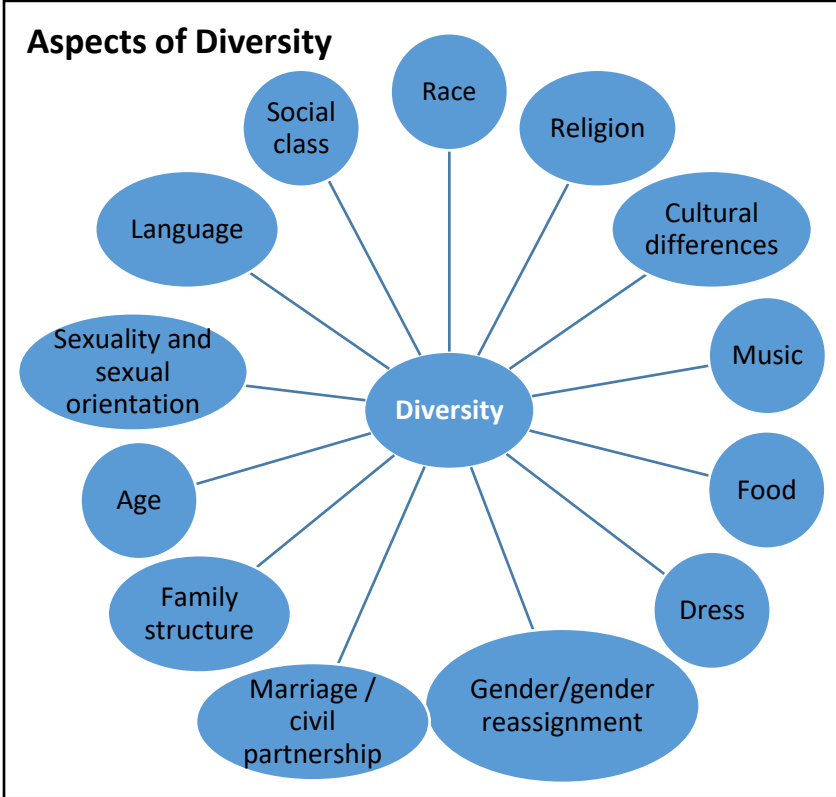 Aspects of Diversity
Race
Religion
Cultural
differences
Music
Food
Dress
Gender/gender
reassignment
Marriage /
civil
partnership
Family
structure
Age
Sexuality and
sexual
orientation
Language
Social
class
Diversity